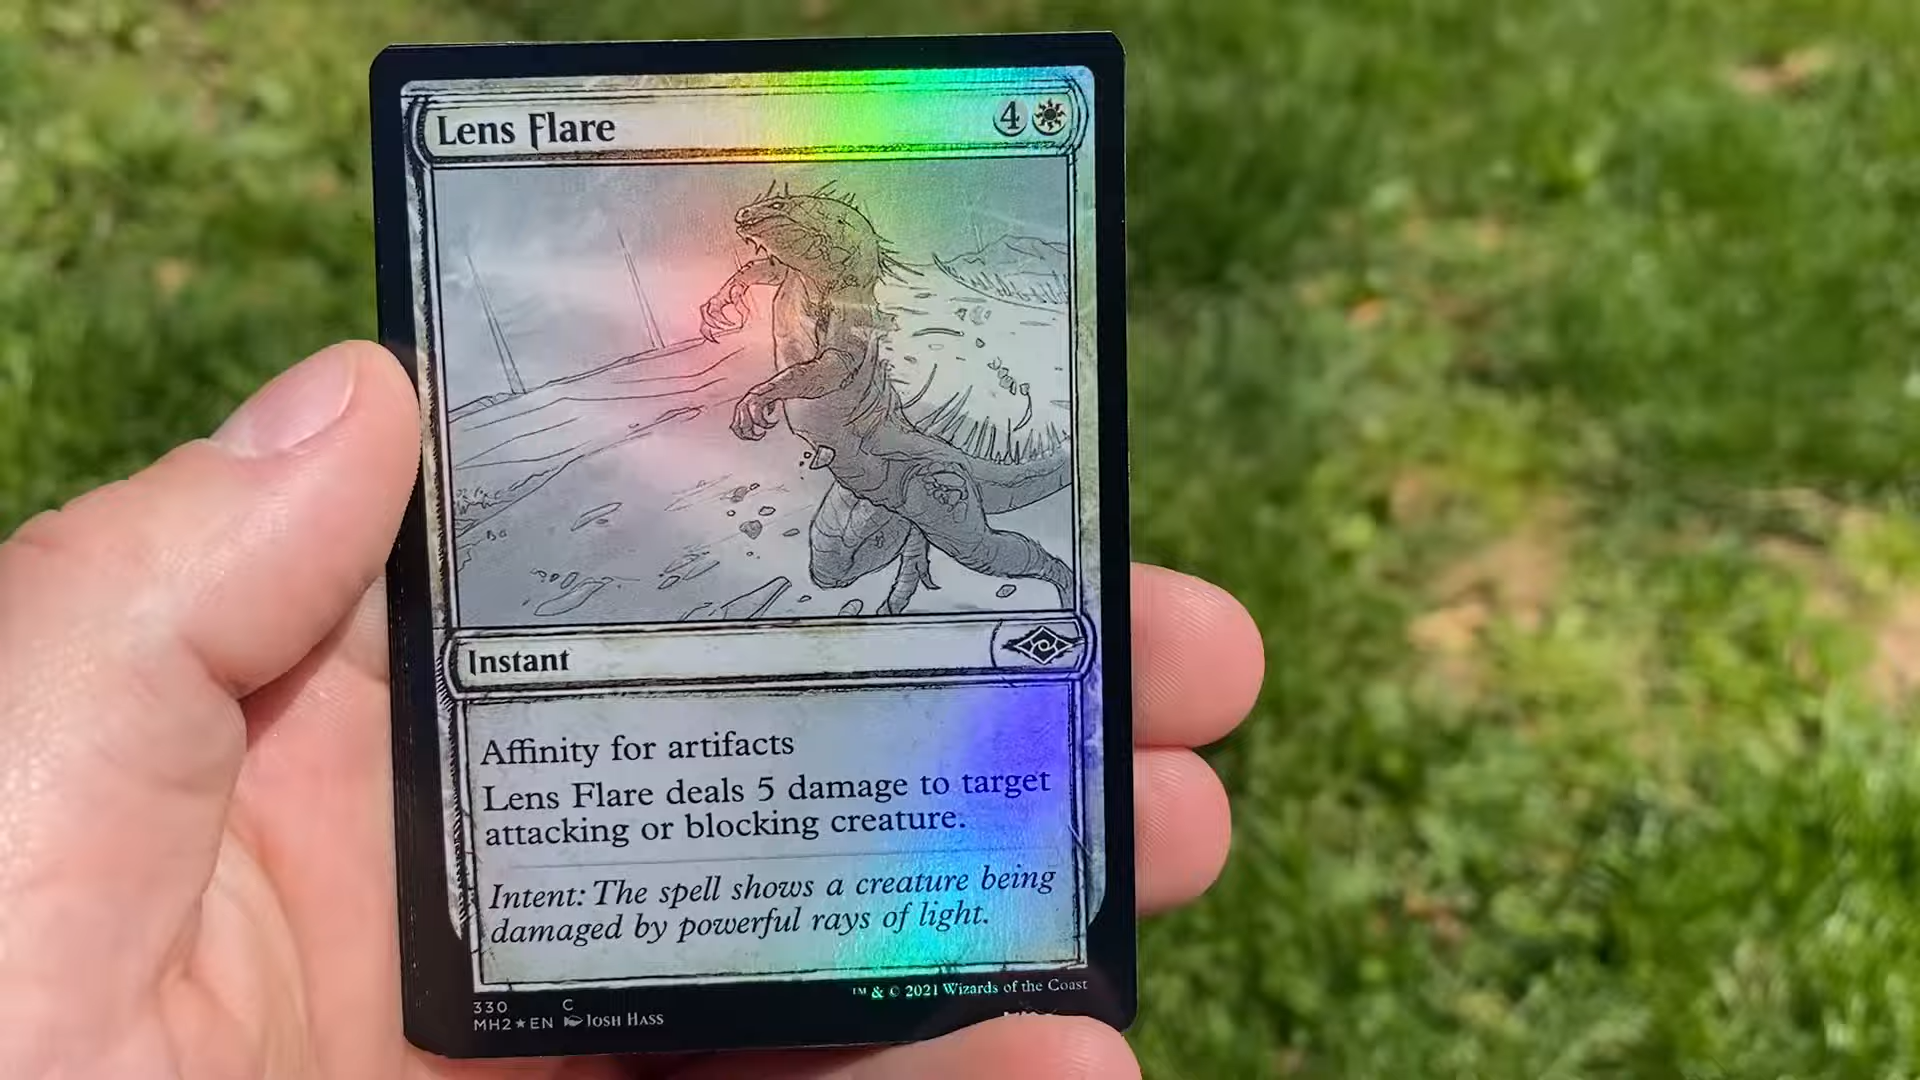 Lens Flare 4
Instant
Affinity for artifacts
Lens Flare deals 5 damage to target
attacking or blocking creature.
Intent: The spell shows a creature being
damaged by powerful rays of light.
330 C
MH2★EN Josh Hass
™ & © 2021 Wizards of the Coast